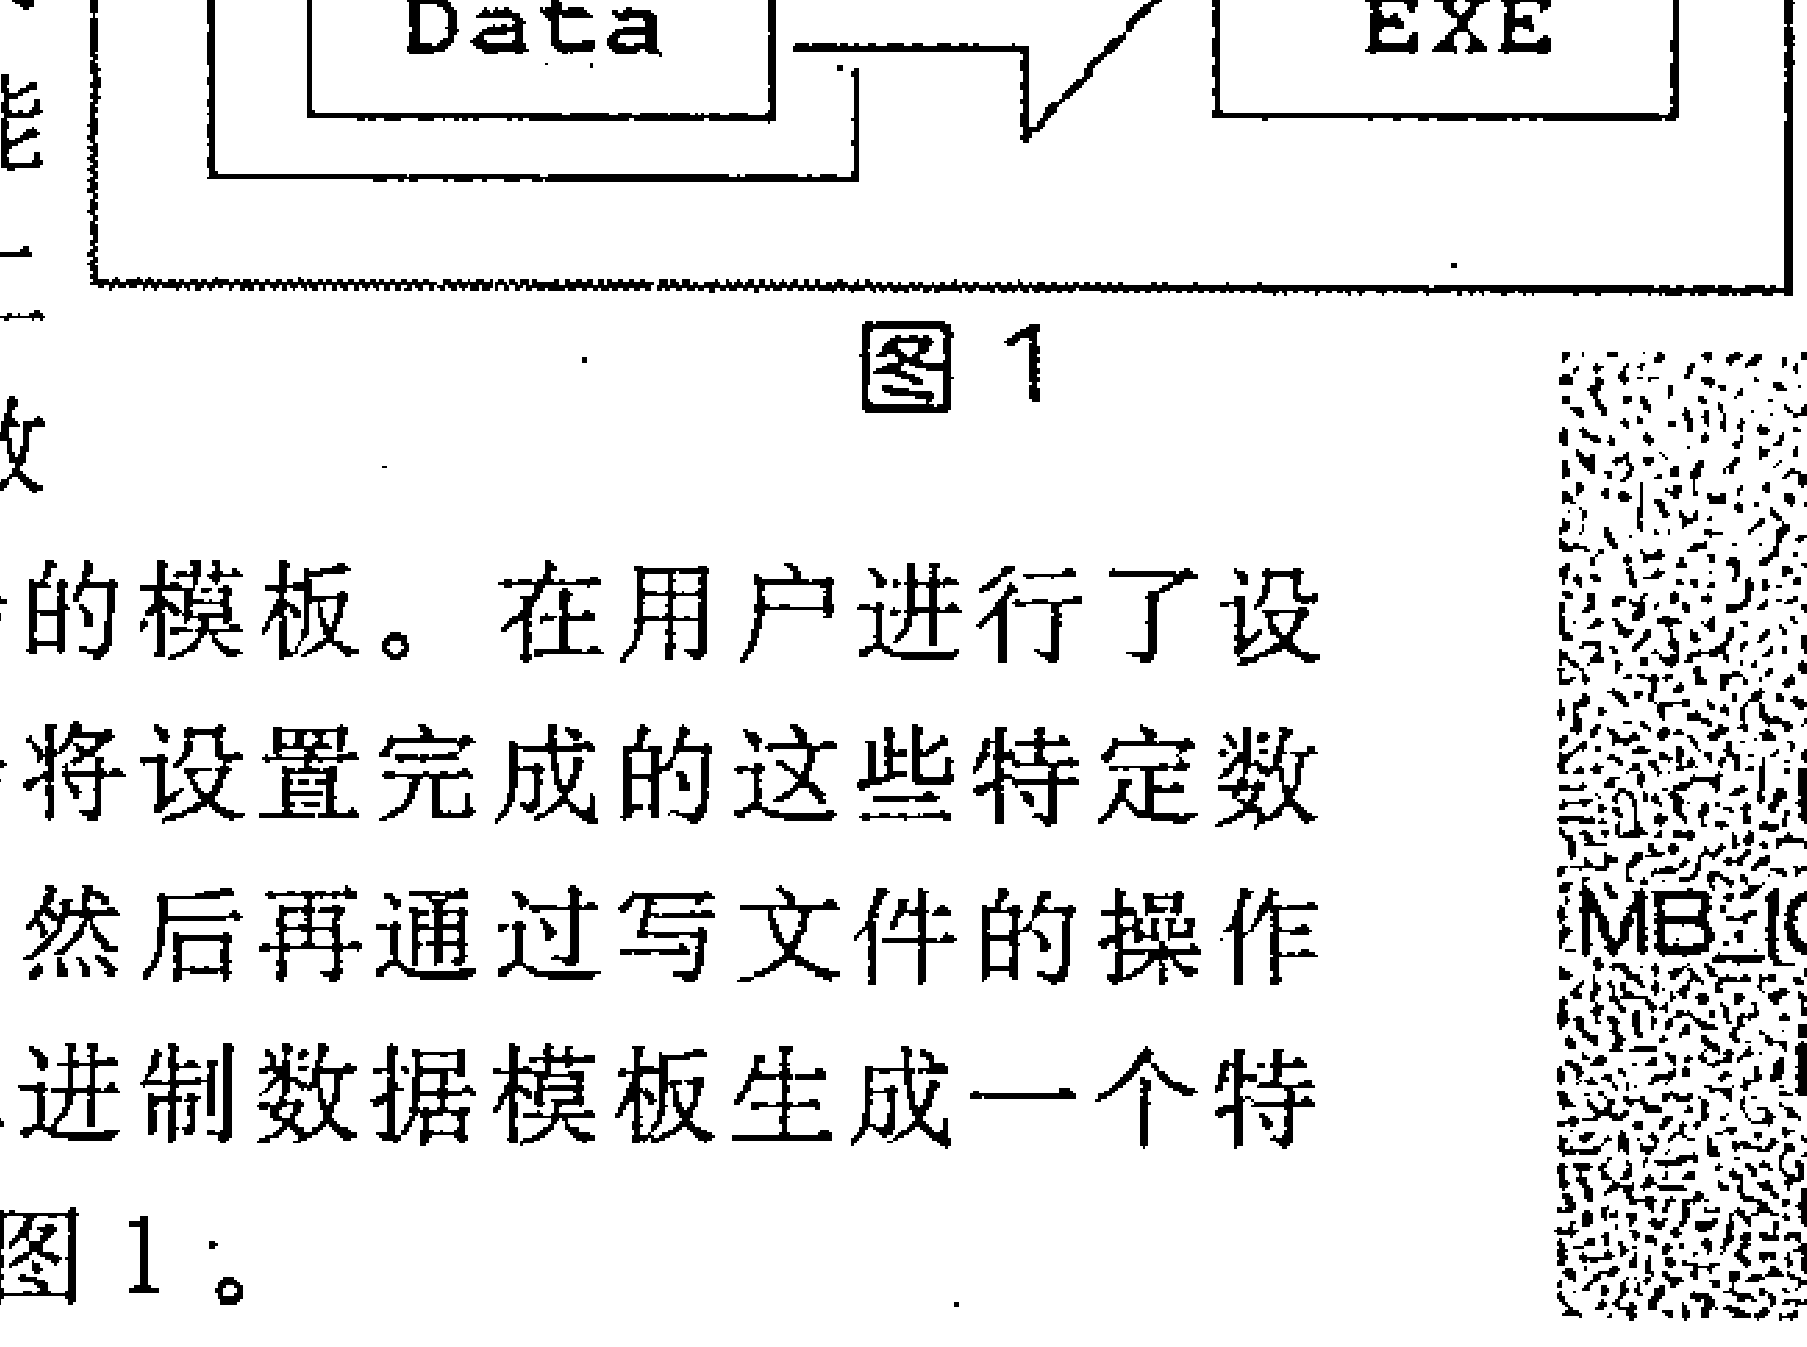 Data
EXE
图 1
的模板。在用户进行了设
将设置完成的这些特定数
然后再通过写文件的操作
进制数据模板生成一个特
图 1 。
MB